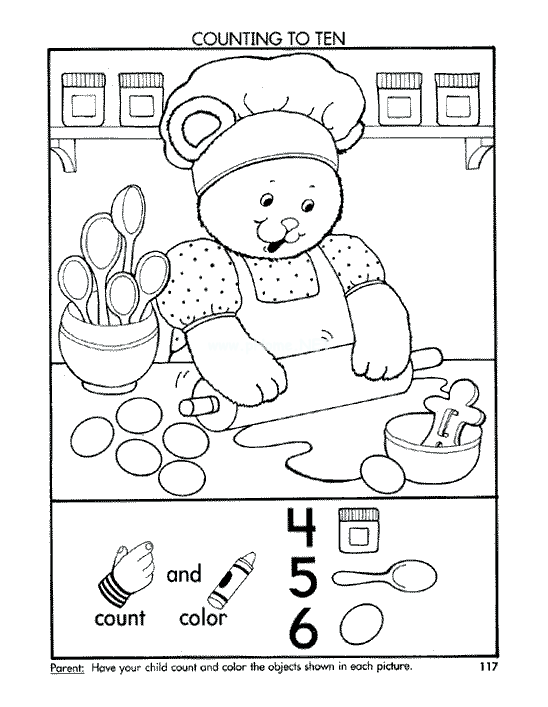 COUNTING TO TEN
4
5
6
and
count color
Parent: Have your child count and color the objects shown in each picture. 117